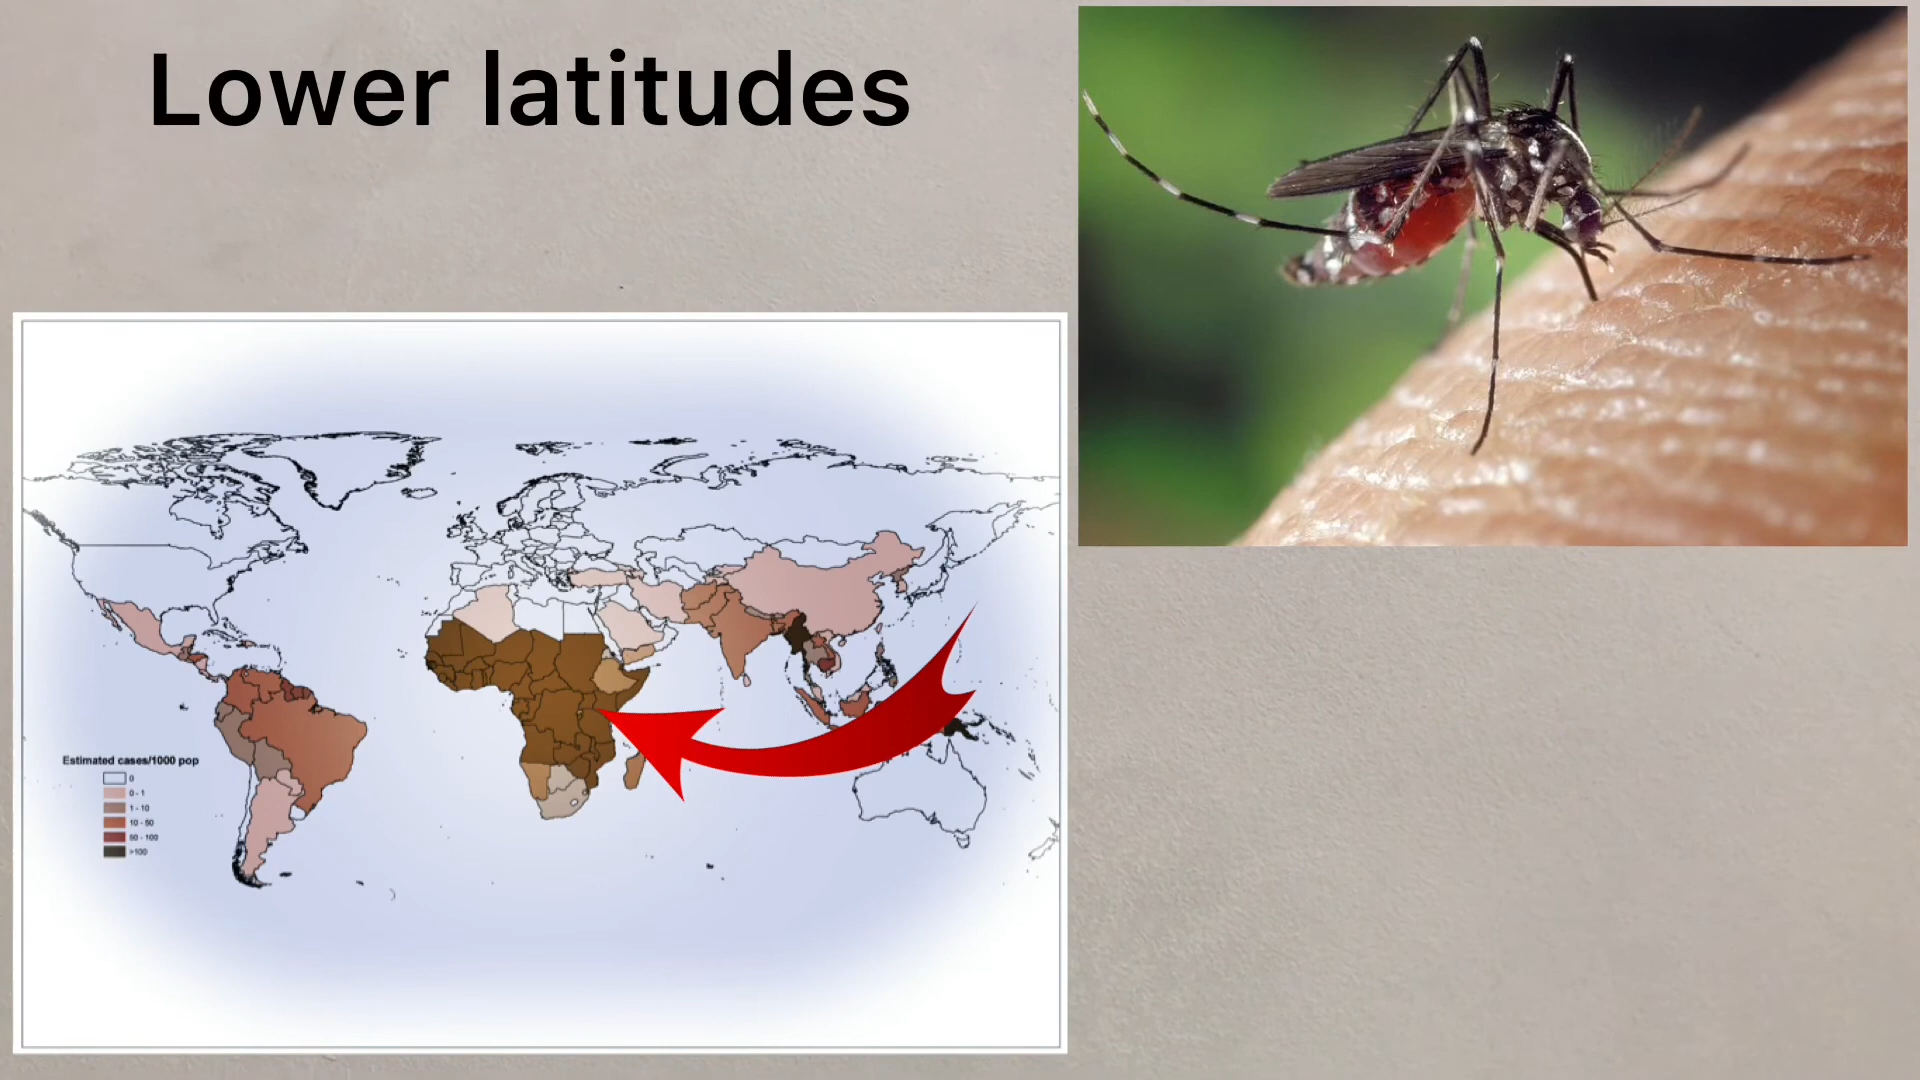 Lower latitudes
Estimated cases/1000 pop
0
0 - 1
1 - 10
10 - 50
50 - 100
>100